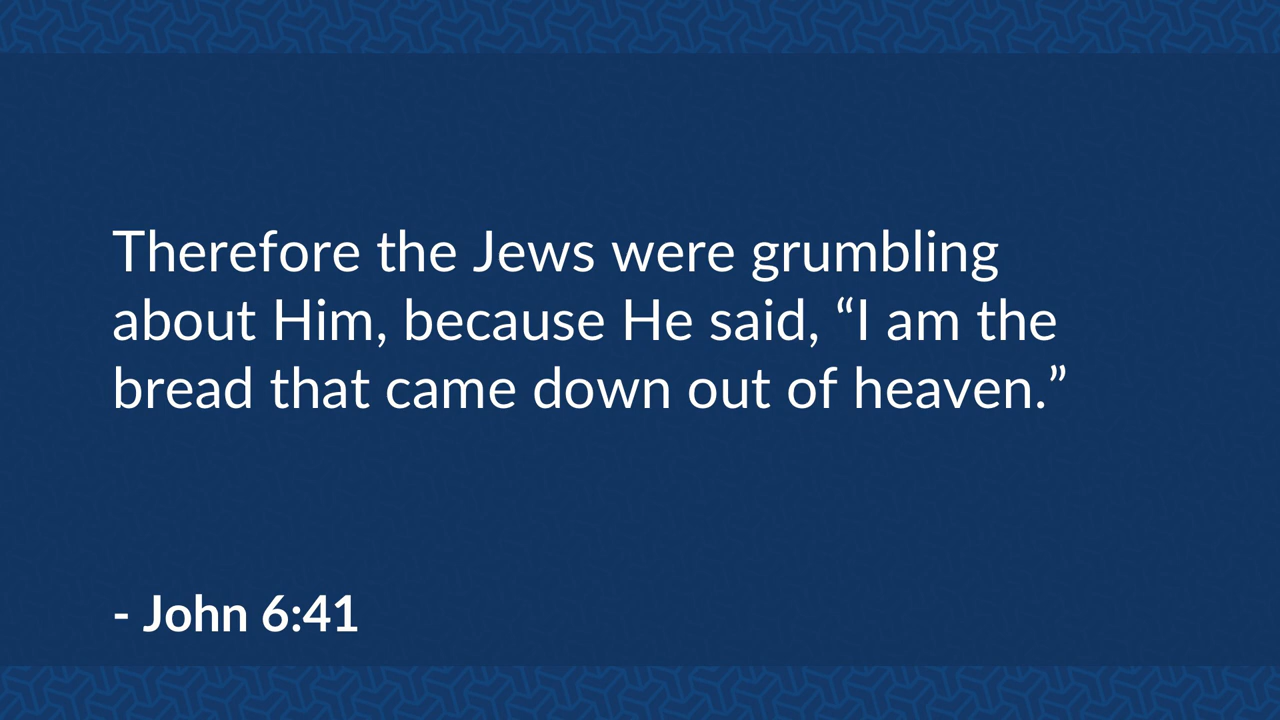 Therefore the Jews were grumbling
about Him, because He said, “I am the
bread that came down out of heaven.”
- John 6:41